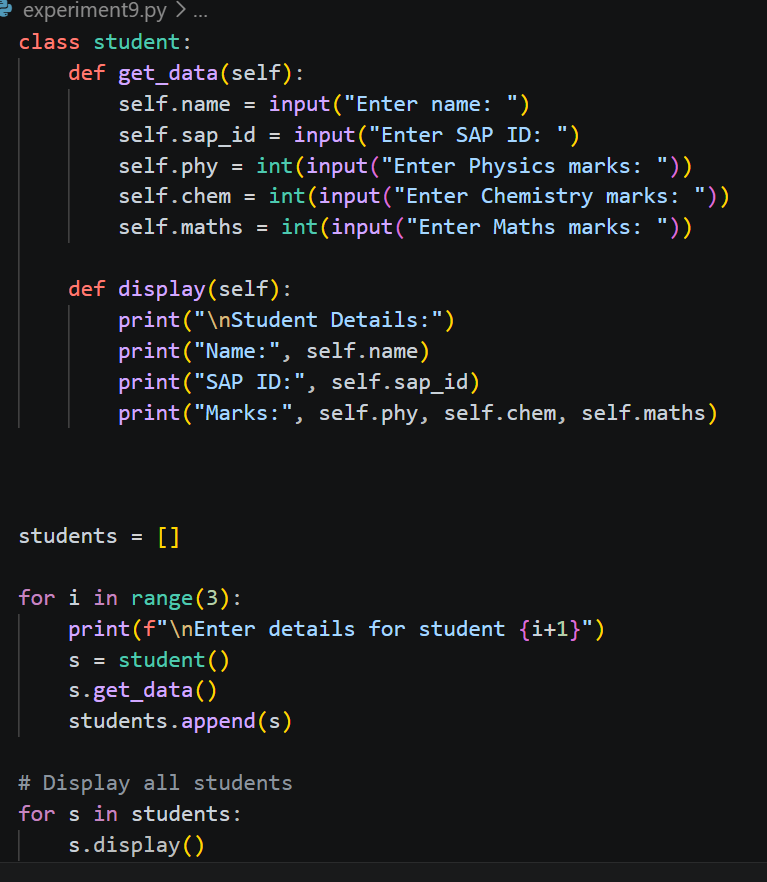 experiment9.py > ...
class student:
    def get_data(self):
        self.name = input("Enter name: ")
        self.sap_id = input("Enter SAP ID: ")
        self.phy = int(input("Enter Physics marks: "))
        self.chem = int(input("Enter Chemistry marks: "))
        self.maths = int(input("Enter Maths marks: "))
    def display(self):
        print("\nStudent Details:")
        print("Name:", self.name)
        print("SAP ID:", self.sap_id)
        print("Marks:", self.phy, self.chem, self.maths)
students = []
for i in range(3):
    print(f"\nEnter details for student {i+1}")
    s = student()
    s.get_data()
    students.append(s)
# Display all students
for s in students:
    s.display()